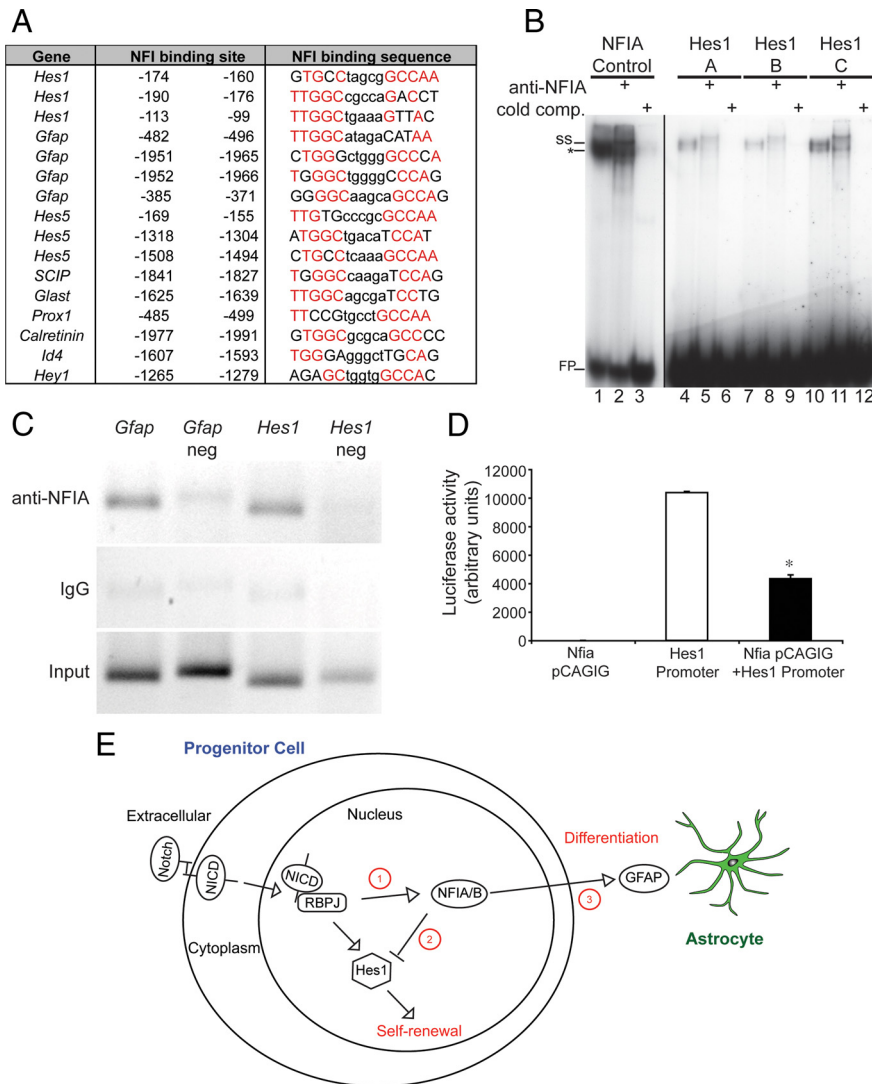 A
Gene NFI binding site NFI binding sequence
Hes1 -174 -160 GTGCCtagcgGCCAA
Hes1 -190 -176 TTGGCcgccaGACCT
Hes1 -113 -99 TTGGCtgaaaGTTAC
Gfap -482 -496 TTGGCatagaCATAA
Gfap -1951 -1965 CTGGGctgggGCCCA
Gfap -1952 -1966 TGGGCtggggCCCAG
Gfap -385 -371 GGGGCaagcaGCCAG
Hes5 -169 -155 TTGTGcccgcGCCAA
Hes5 -1318 -1304 ATGGCtgacaTCCAT
Hes5 -1508 -1494 CTGCCtcaaaGCCAA
SCIP -1841 -1827 TGGGCcaagaTCCAG
Glast -1625 -1639 TTGGCagcgaTCCTG
Prox1 -485 -499 TTCCGtgcctGCCAA
Calretinin -1977 -1991 GTGGCgcgcaGCCCC
Id4 -1607 -1593 TGGGAgggctTGCAG
Hey1 -1265 -1279 AGAGCtggtgGCCAC
B
NFIA Control Hes1 A Hes1 B Hes1 C
anti-NFIA + + + +
cold comp. + + + +
ss
*
FP
1 2 3 4 5 6 7 8 9 10 11 12
C
Gfap Gfap neg Hes1 Hes1 neg
anti-NFIA
IgG
Input
D
Luciferase activity (arbitrary units)
12000
10000
8000
6000
4000
2000
0
*
Nfia pCAGIG
Hes1 Promoter
Nfia pCAGIG +Hes1 Promoter
E
Progenitor Cell
Extracellular
Nucleus
Cytoplasm
Notch
NICD
NICD
RBPJ
1
NFIA/B
2
Hes1
Self-renewal
Differentiation
3
GFAP
Astrocyte